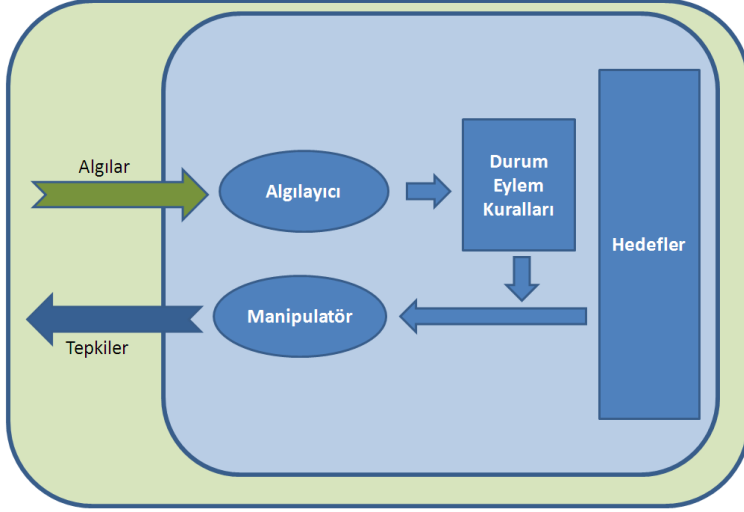 Algılar
Algılayıcı
Durum
Eylem
Kuralları
Hedefler
Manipulatör
Tepkiler